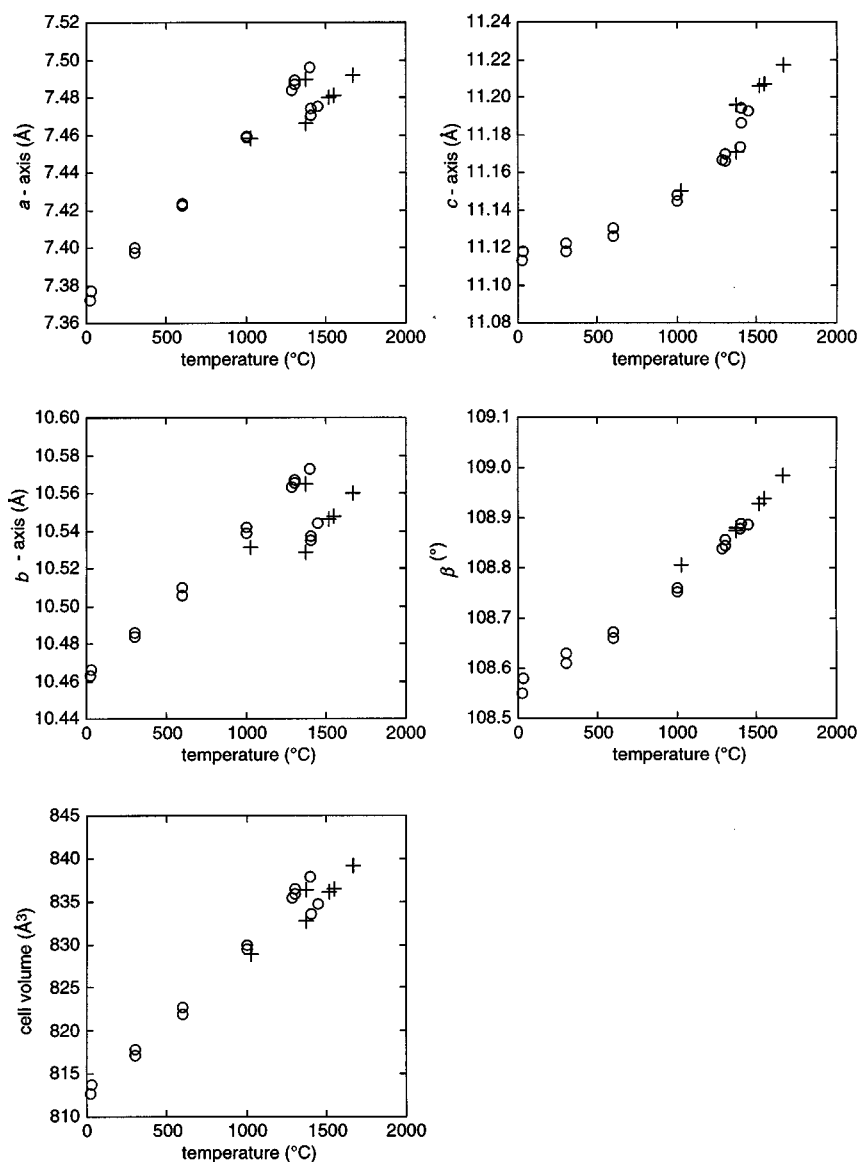 7.52
7.50
7.48
7.46
7.44
7.42
7.40
7.38
7.36
a - axis (Å)
0 500 1000 1500 2000
temperature (°C)
11.24
11.22
11.20
11.18
11.16
11.14
11.12
11.10
11.08
c - axis (Å)
0 500 1000 1500 2000
temperature (°C)
10.60
10.58
10.56
10.54
10.52
10.50
10.48
10.46
10.44
b - axis (Å)
0 500 1000 1500 2000
temperature (°C)
109.1
109.0
108.9
108.8
108.7
108.6
108.5
β (°)
0 500 1000 1500 2000
temperature (°C)
845
840
835
830
825
820
815
810
cell volume (Å³)
0 500 1000 1500 2000
temperature (°C)